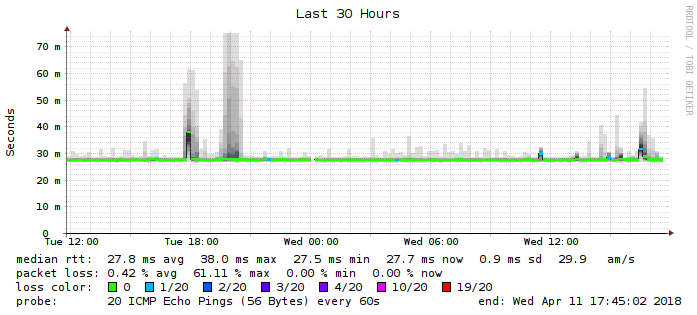 Last 30 Hours
RRDTOOL / TOBI OETIKER
Seconds
70 m
60 m
50 m
40 m
30 m
20 m
10 m
0
Tue 12:00 Tue 18:00 Wed 00:00 Wed 06:00 Wed 12:00
median rtt: 27.8 ms avg 38.0 ms max 27.5 ms min 27.7 ms now 0.9 ms sd 29.9 am/s
packet loss: 0.42 % avg 61.11 % max 0.00 % min 0.00 % now
loss color: 0 1/20 2/20 3/20 4/20 10/20 19/20
probe: 20 ICMP Echo Pings (56 Bytes) every 60s end: Wed Apr 11 17:45:02 2018